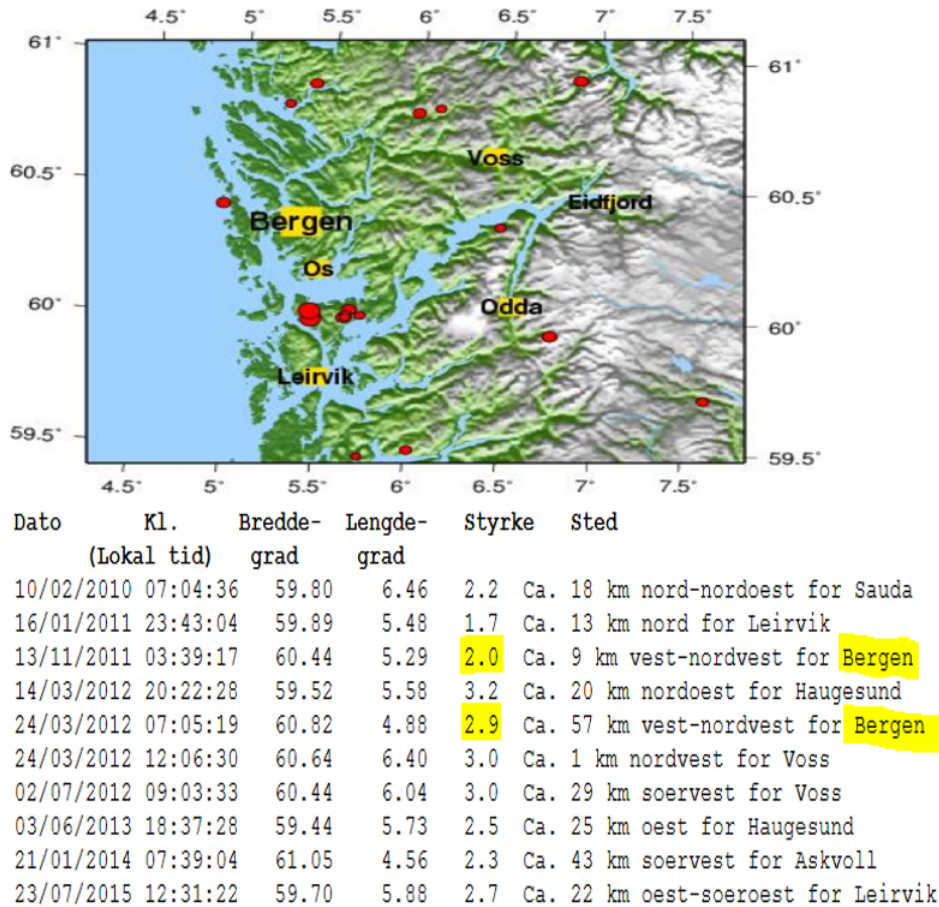 4.5° 5° 5.5° 6° 6.5° 7° 7.5°
61° 61°
Voss
60.5° 60.5°
Eidfjord
Bergen
Os
60° 60°
Odda
Leirvik
59.5° 59.5°
4.5° 5° 5.5° 6° 6.5° 7° 7.5°
Dato Kl. Bredde- Lengde- Styrke Sted
(Lokal tid) grad grad
10/02/2010 07:04:36 59.80 6.46 2.2 Ca. 18 km nord-nordoest for Sauda
16/01/2011 23:43:04 59.89 5.48 1.7 Ca. 13 km nord for Leirvik
13/11/2011 03:39:17 60.44 5.29 2.0 Ca. 9 km vest-nordvest for Bergen
14/03/2012 20:22:28 59.52 5.58 3.2 Ca. 20 km nordoest for Haugesund
24/03/2012 07:05:19 60.82 4.88 2.9 Ca. 57 km vest-nordvest for Bergen
24/03/2012 12:06:30 60.64 6.40 3.0 Ca. 1 km nordvest for Voss
02/07/2012 09:03:33 60.44 6.04 3.0 Ca. 29 km soervest for Voss
03/06/2013 18:37:28 59.44 5.73 2.5 Ca. 25 km oest for Haugesund
21/01/2014 07:39:04 61.05 4.56 2.3 Ca. 43 km soervest for Askvoll
23/07/2015 12:31:22 59.70 5.88 2.7 Ca. 22 km oest-soeroest for Leirvik